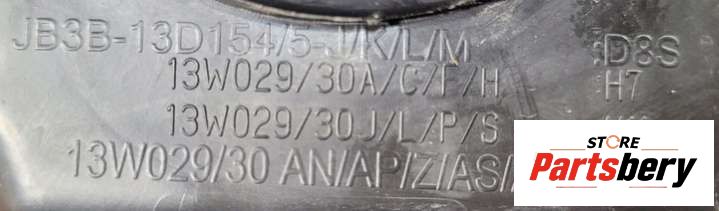 JB3B-13D154/5-J/K/L/M D8S
13W029/30A/C/F/H H7
13W029/30J/L/P/S
13W029/30 AN/AP/Z/AS/
STORE
Partsbery